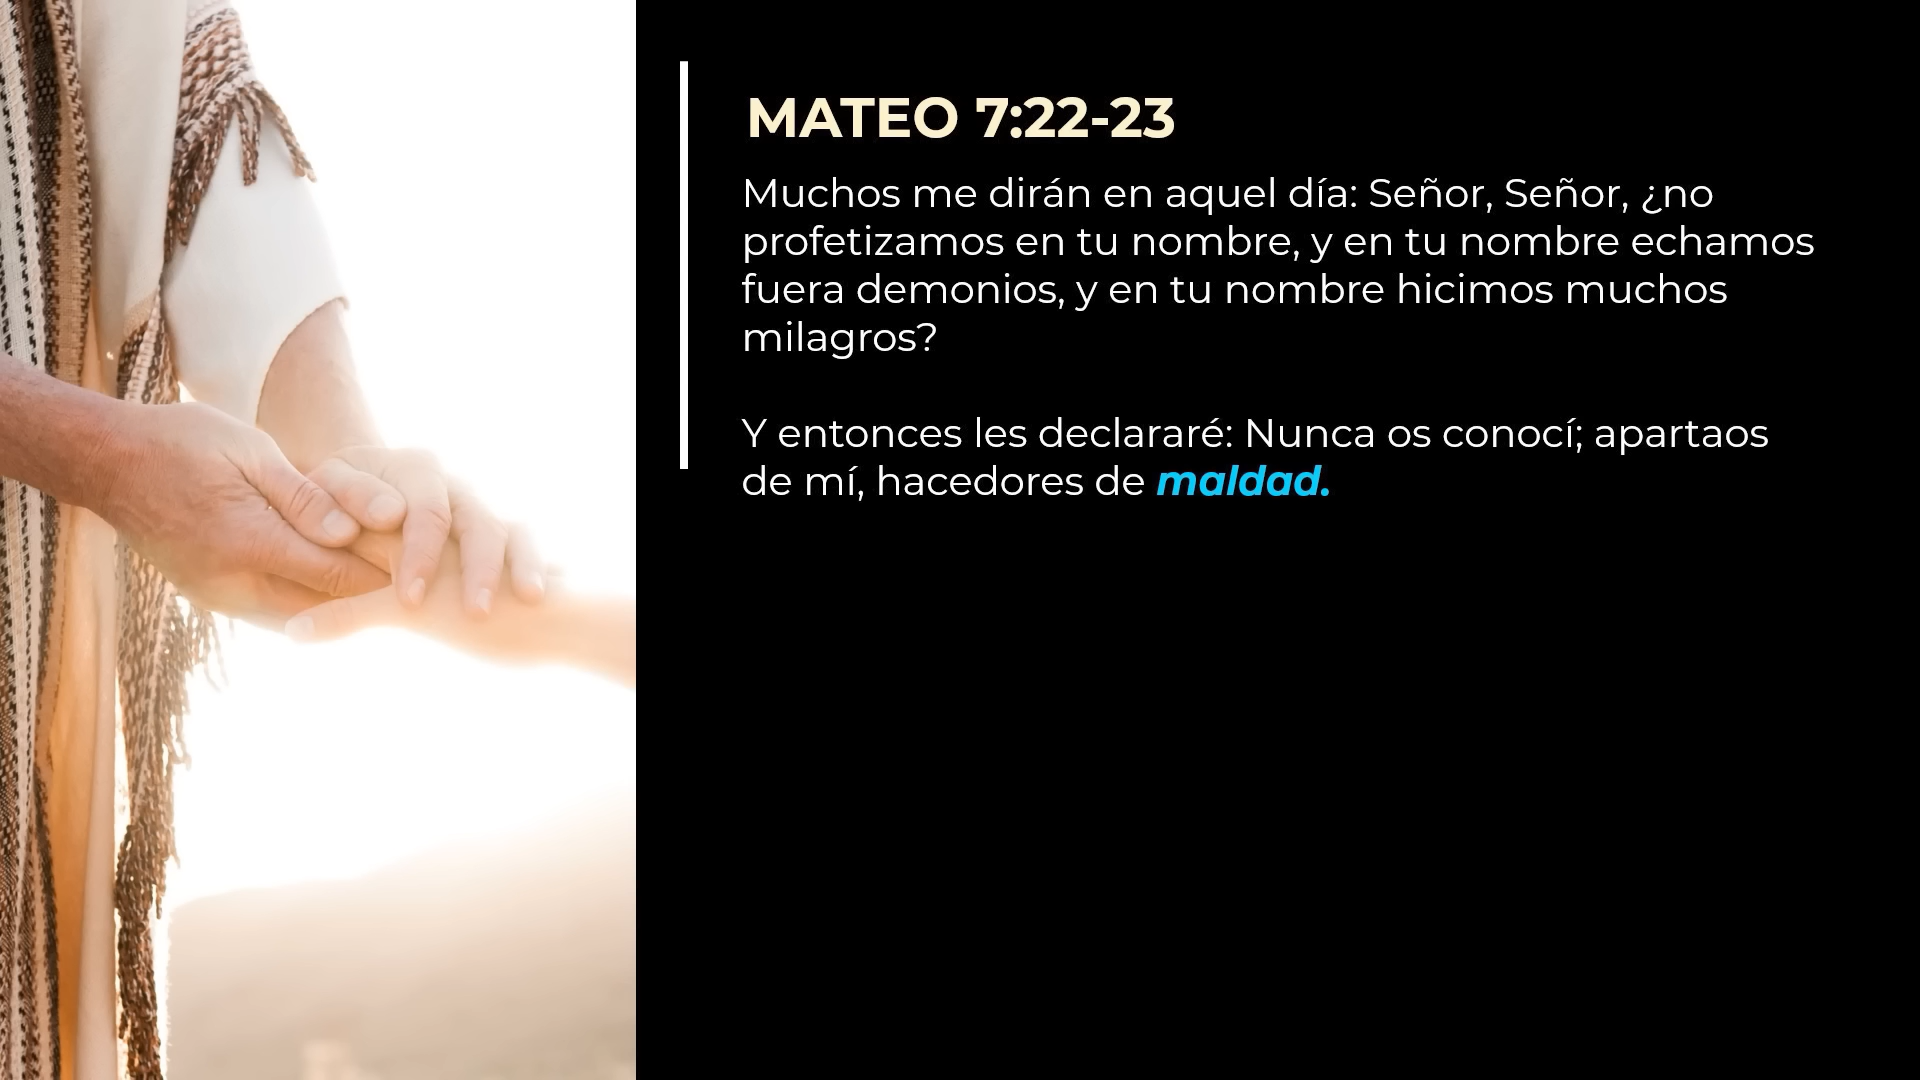 MATEO 7:22-23
Muchos me dirán en aquel día: Señor, Señor, ¿no
profetizamos en tu nombre, y en tu nombre echamos
fuera demonios, y en tu nombre hicimos muchos
milagros?
Y entonces les declararé: Nunca os conocí; apartaos
de mí, hacedores de maldad.